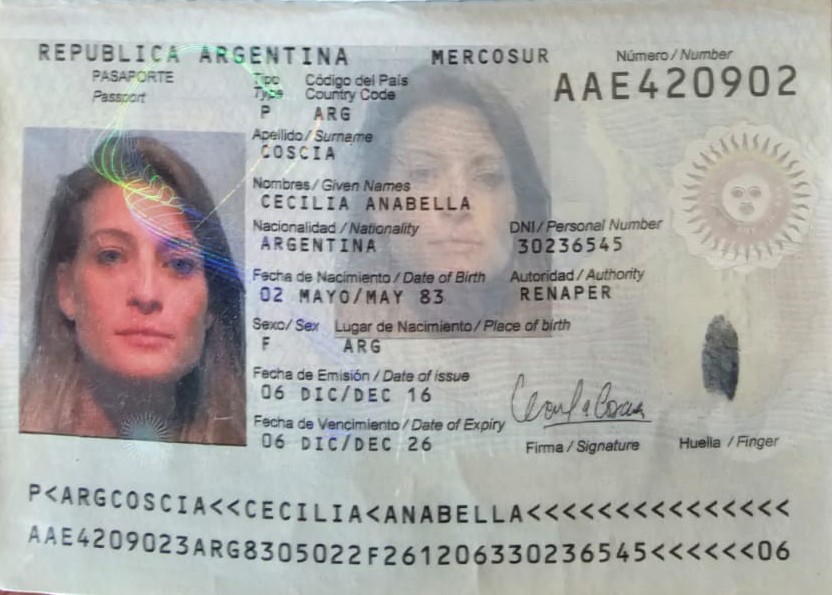 REPUBLICA ARGENTINA MERCOSUR Número / Number
PASAPORTE Tipo Código del País AAE420902
Passport Type Country Code
P ARG
Apellido / Surname
COSCIA
Nombres / Given Names
CECILIA ANABELLA
Nacionalidad / Nationality DNI / Personal Number
ARGENTINA 30236545
Fecha de Nacimiento / Date of Birth Autoridad / Authority
02 MAYO/MAY 83 RENAPER
Sexo/ Sex Lugar de Nacimiento / Place of birth
F ARG
Fecha de Emisión / Date of issue
06 DIC/DEC 16
Fecha de Vencimiento / Date of Expiry
06 DIC/DEC 26 Firma / Signature Huella / Finger
P<ARGCOSCIA<<CECILIA<ANABELLA<<<<<<<<<<<<<<<
AAE4209023ARG8305022F261206330236545<<<<<<06